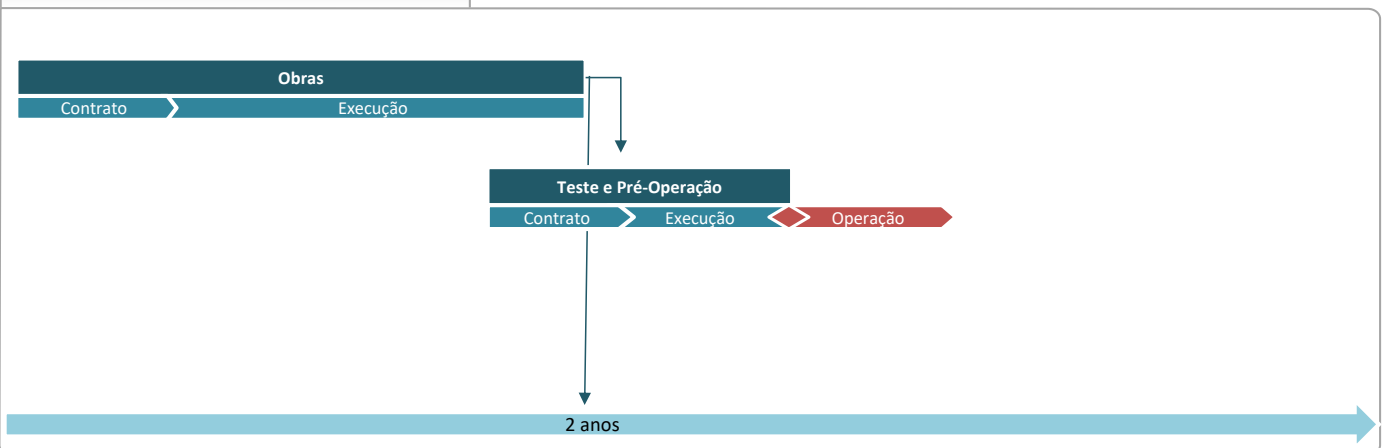 Obras
Contrato Execução
Teste e Pré-Operação
Contrato Execução Operação
2 anos